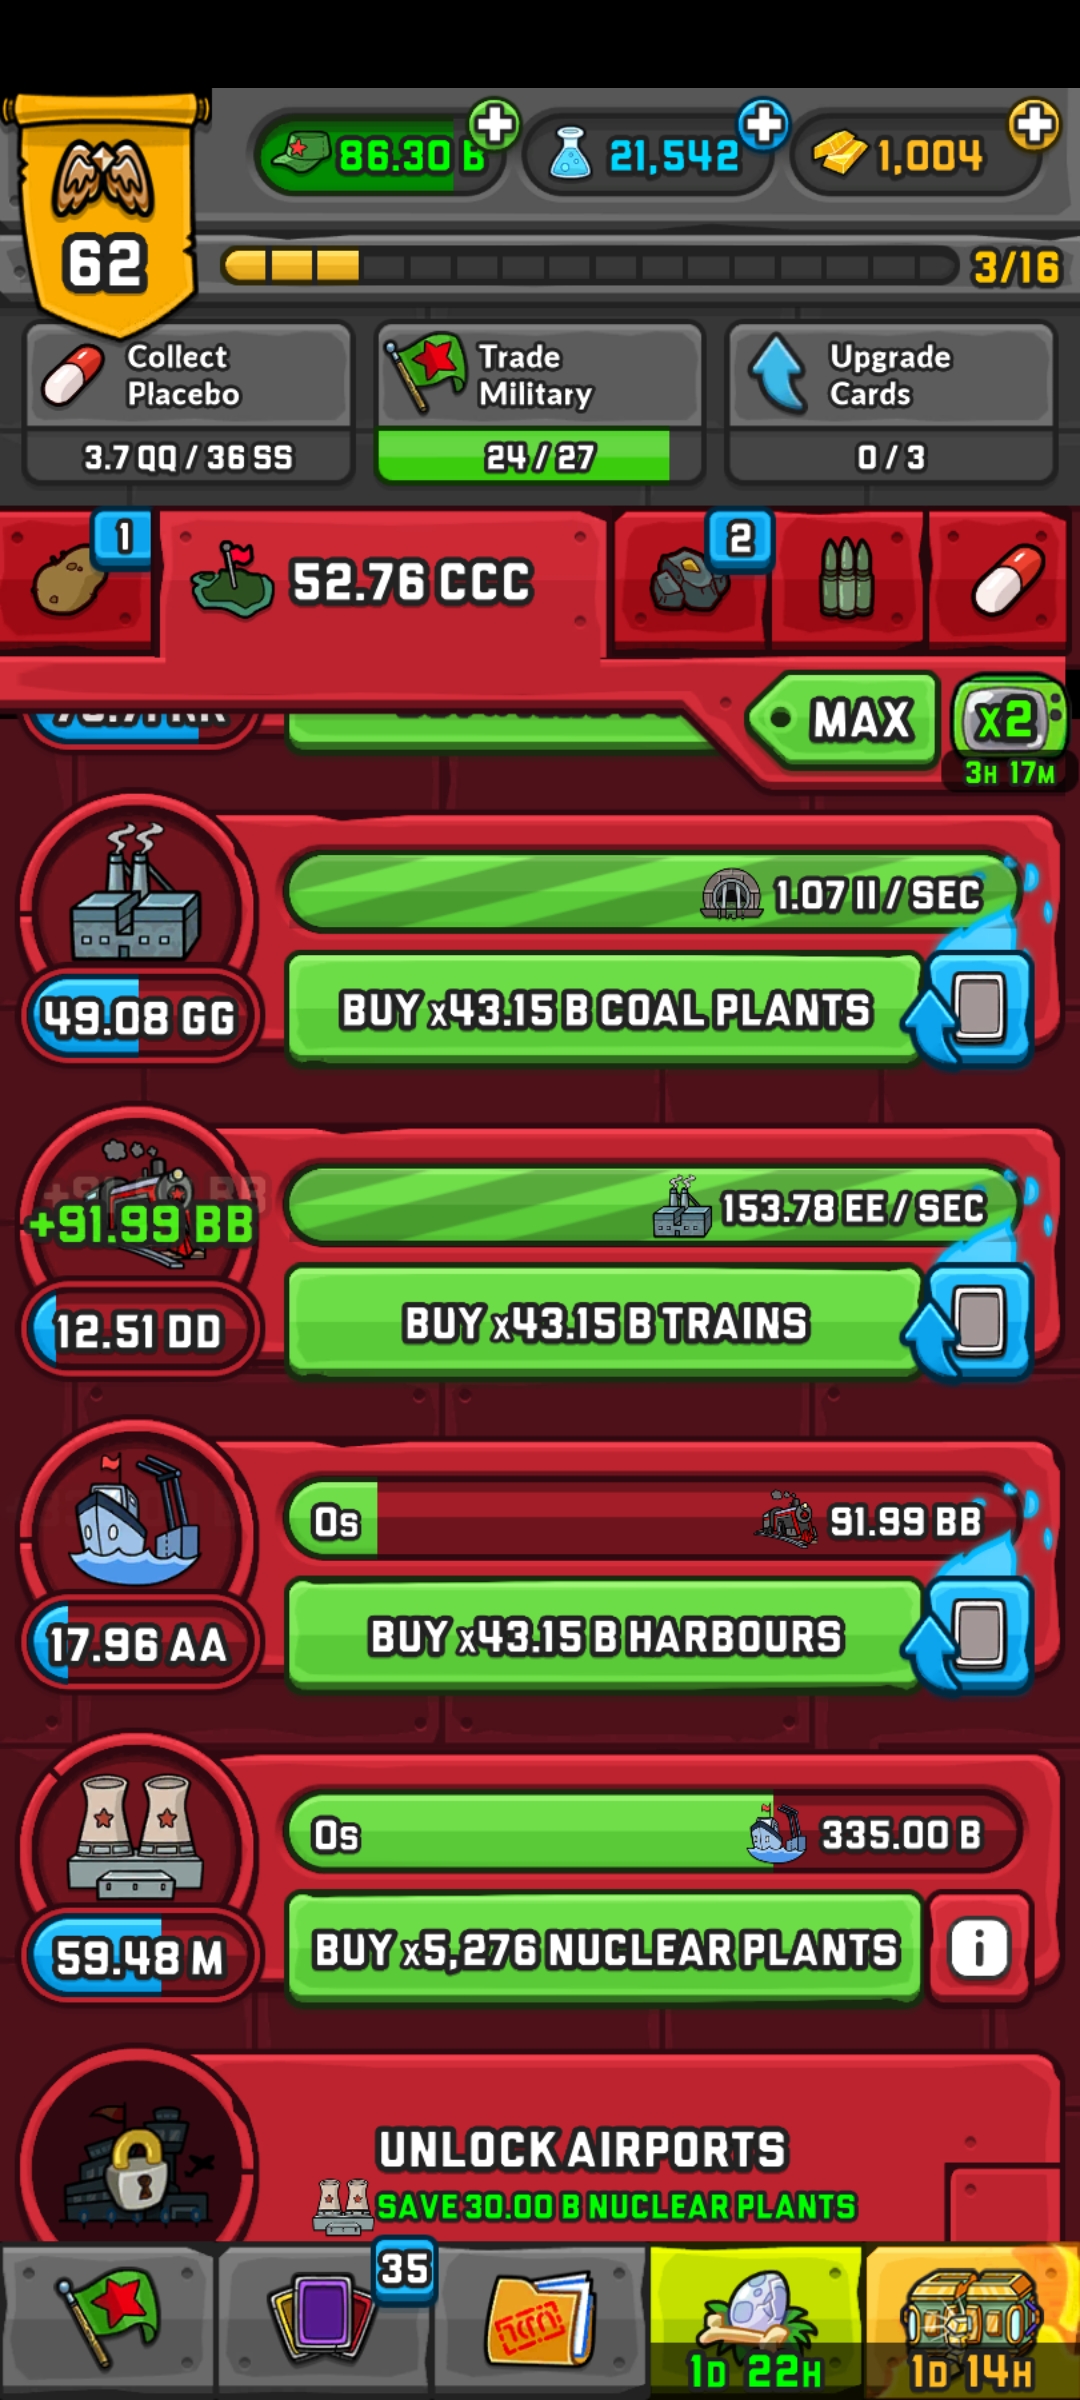 86.30 B
21,542
1,004
62
3/16
Collect
Placebo
3.7 QQ / 36 SS
Trade
Military
24 / 27
Upgrade
Cards
0 / 3
1
52.76 CCC
2
MAX
x2
3H 17M
1.07 II / SEC
49.08 GG
BUY x43.15 B COAL PLANTS
+91.99 BB
153.78 EE / SEC
12.51 DD
BUY x43.15 B TRAINS
0s
91.99 BB
17.96 AA
BUY x43.15 B HARBOURS
0s
335.00 B
59.48 M
BUY x5,276 NUCLEAR PLANTS
i
UNLOCK AIRPORTS
SAVE 30.00 B NUCLEAR PLANTS
35
1D 22H
1D 14H